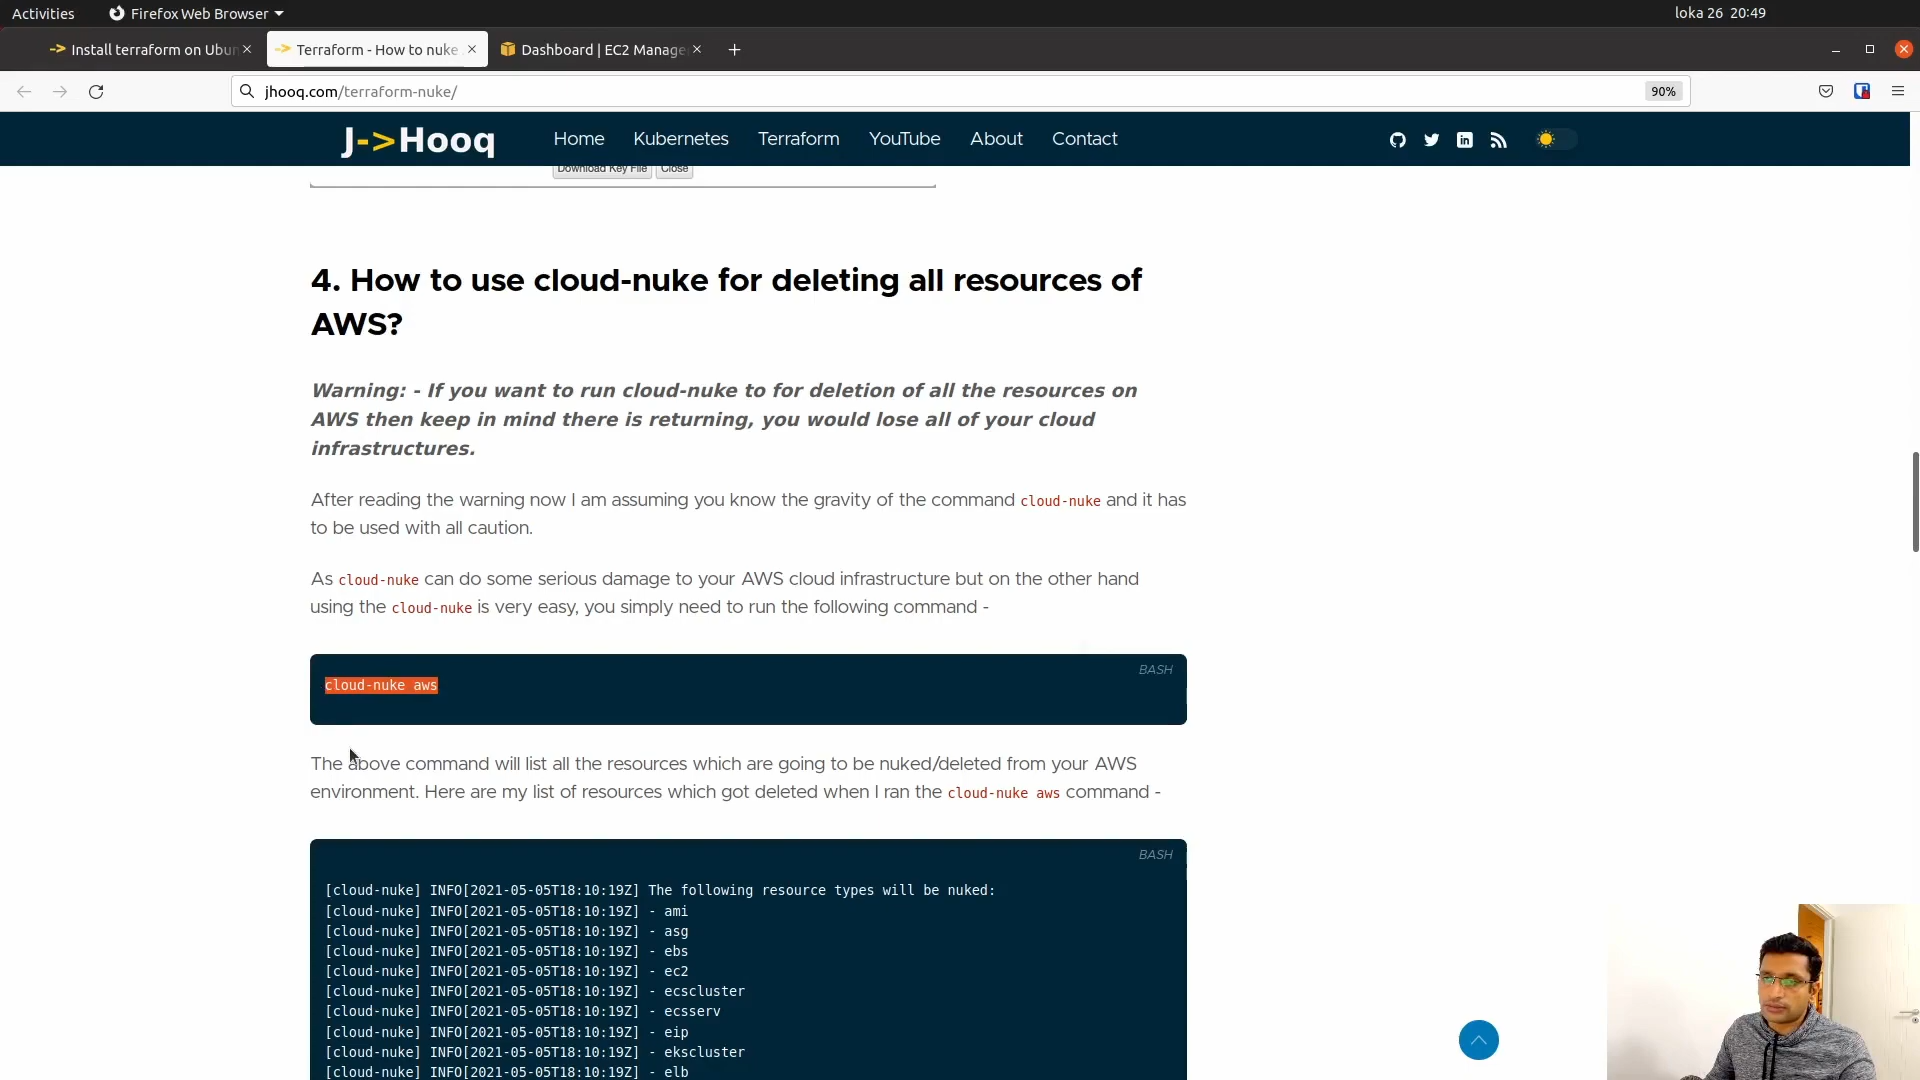 Activities
Firefox Web Browser
loka 26 20:49
Install terraform on Ubu
Terraform - How to nuke
Dashboard | EC2 Manage
jhooq.com/terraform-nuke/
90%
J->Hooq
Home
Kubernetes
Terraform
YouTube
About
Contact
Download Key File
Close
4. How to use cloud-nuke for deleting all resources of
AWS?
Warning: - If you want to run cloud-nuke to for deletion of all the resources on
AWS then keep in mind there is returning, you would lose all of your cloud
infrastructures.
After reading the warning now I am assuming you know the gravity of the command cloud-nuke and it has
to be used with all caution.
As cloud-nuke can do some serious damage to your AWS cloud infrastructure but on the other hand
using the cloud-nuke is very easy, you simply need to run the following command -
BASH
cloud-nuke aws
The above command will list all the resources which are going to be nuked/deleted from your AWS
environment. Here are my list of resources which got deleted when I ran the cloud-nuke aws command -
BASH
[cloud-nuke] INFO[2021-05-05T18:10:19Z] The following resource types will be nuked:
[cloud-nuke] INFO[2021-05-05T18:10:19Z] - ami
[cloud-nuke] INFO[2021-05-05T18:10:19Z] - asg
[cloud-nuke] INFO[2021-05-05T18:10:19Z] - ebs
[cloud-nuke] INFO[2021-05-05T18:10:19Z] - ec2
[cloud-nuke] INFO[2021-05-05T18:10:19Z] - ecscluster
[cloud-nuke] INFO[2021-05-05T18:10:19Z] - ecsserv
[cloud-nuke] INFO[2021-05-05T18:10:19Z] - eip
[cloud-nuke] INFO[2021-05-05T18:10:19Z] - ekscluster
[cloud-nuke] INFO[2021-05-05T18:10:19Z] - elb